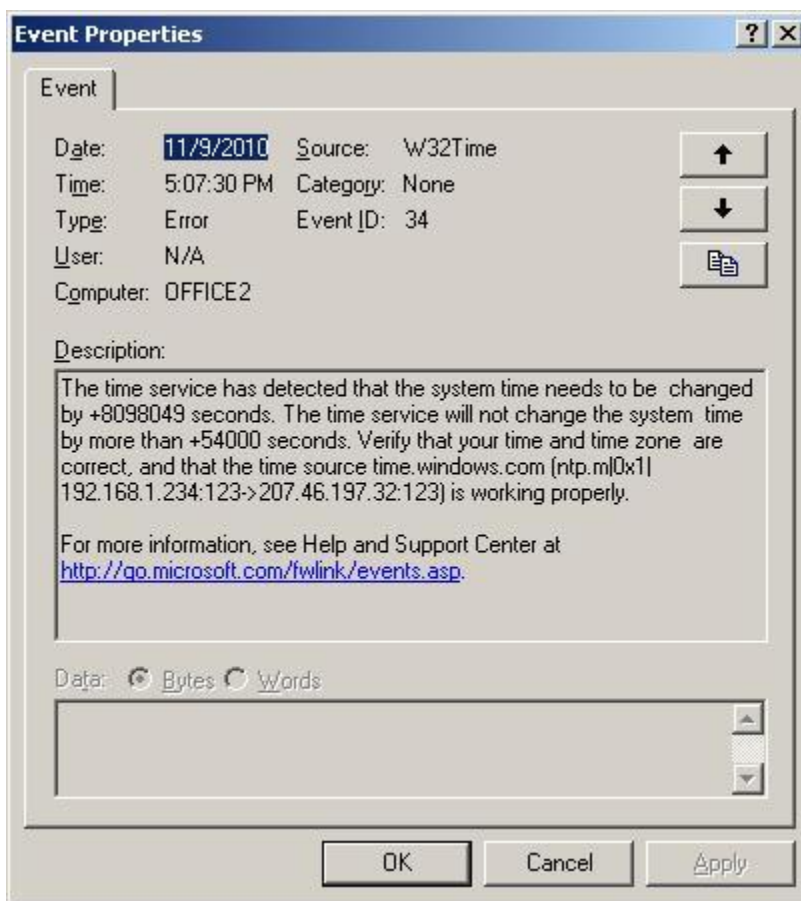 Event Properties
Event
Date: 11/9/2010 Source: W32Time
Time: 5:07:30 PM Category: None
Type: Error Event ID: 34
User: N/A
Computer: OFFICE2
Description:
The time service has detected that the system time needs to be  changed
by +8098049 seconds. The time service will not change the system  time
by more than +54000 seconds. Verify that your time and time zone  are
correct, and that the time source time.windows.com (ntp.m|0x1|
192.168.1.234:123->207.46.197.32:123) is working properly.
For more information, see Help and Support Center at
http://go.microsoft.com/fwlink/events.asp.
Data: Bytes Words
OK Cancel Apply